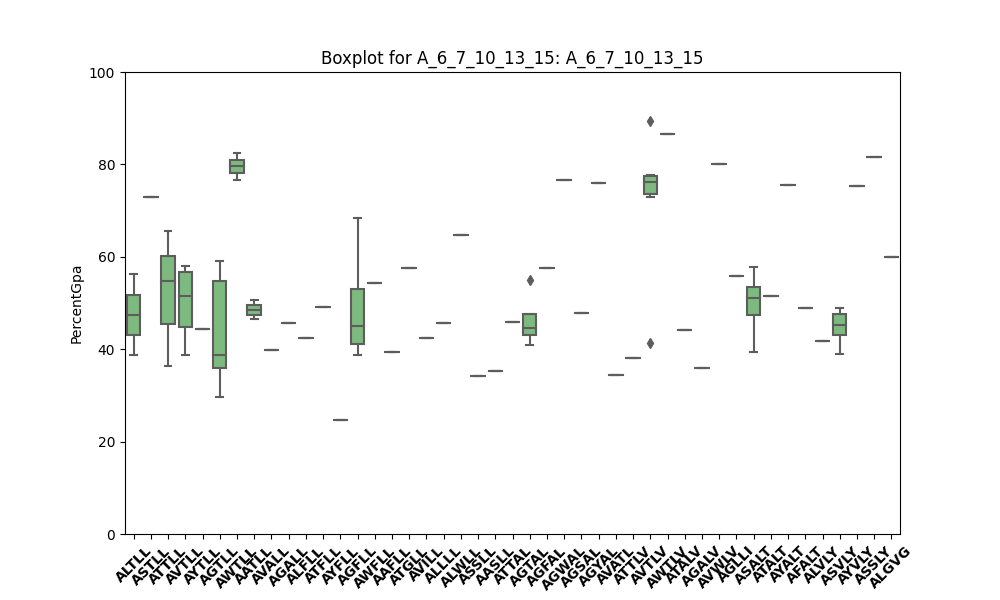 Boxplot for A_6_7_10_13_15: A_6_7_10_13_15
PercentGpa
100
80
60
40
20
0
ALTLL
ASTLL
ATTLL
AVTLL
AYTLL
AGTLL
AWTLL
AATLL
AVALL
AGALL
ALFLL
ATFLL
AYFLL
AGFLL
AWFLL
AAFLL
ATGLL
AVILL
ALLLL
ALWLL
ASSLL
AASLL
ATTAL
AGTAL
AGFAL
AGWAL
AGSAL
AGYAL
AVATL
ATTLV
AVTLV
AWTLV
ATALV
AGALV
AVWLV
AGLLI
ASALT
ATALT
AYALT
AFALT
ALVLY
ASVLY
AYVLY
ASSLY
ALGVG